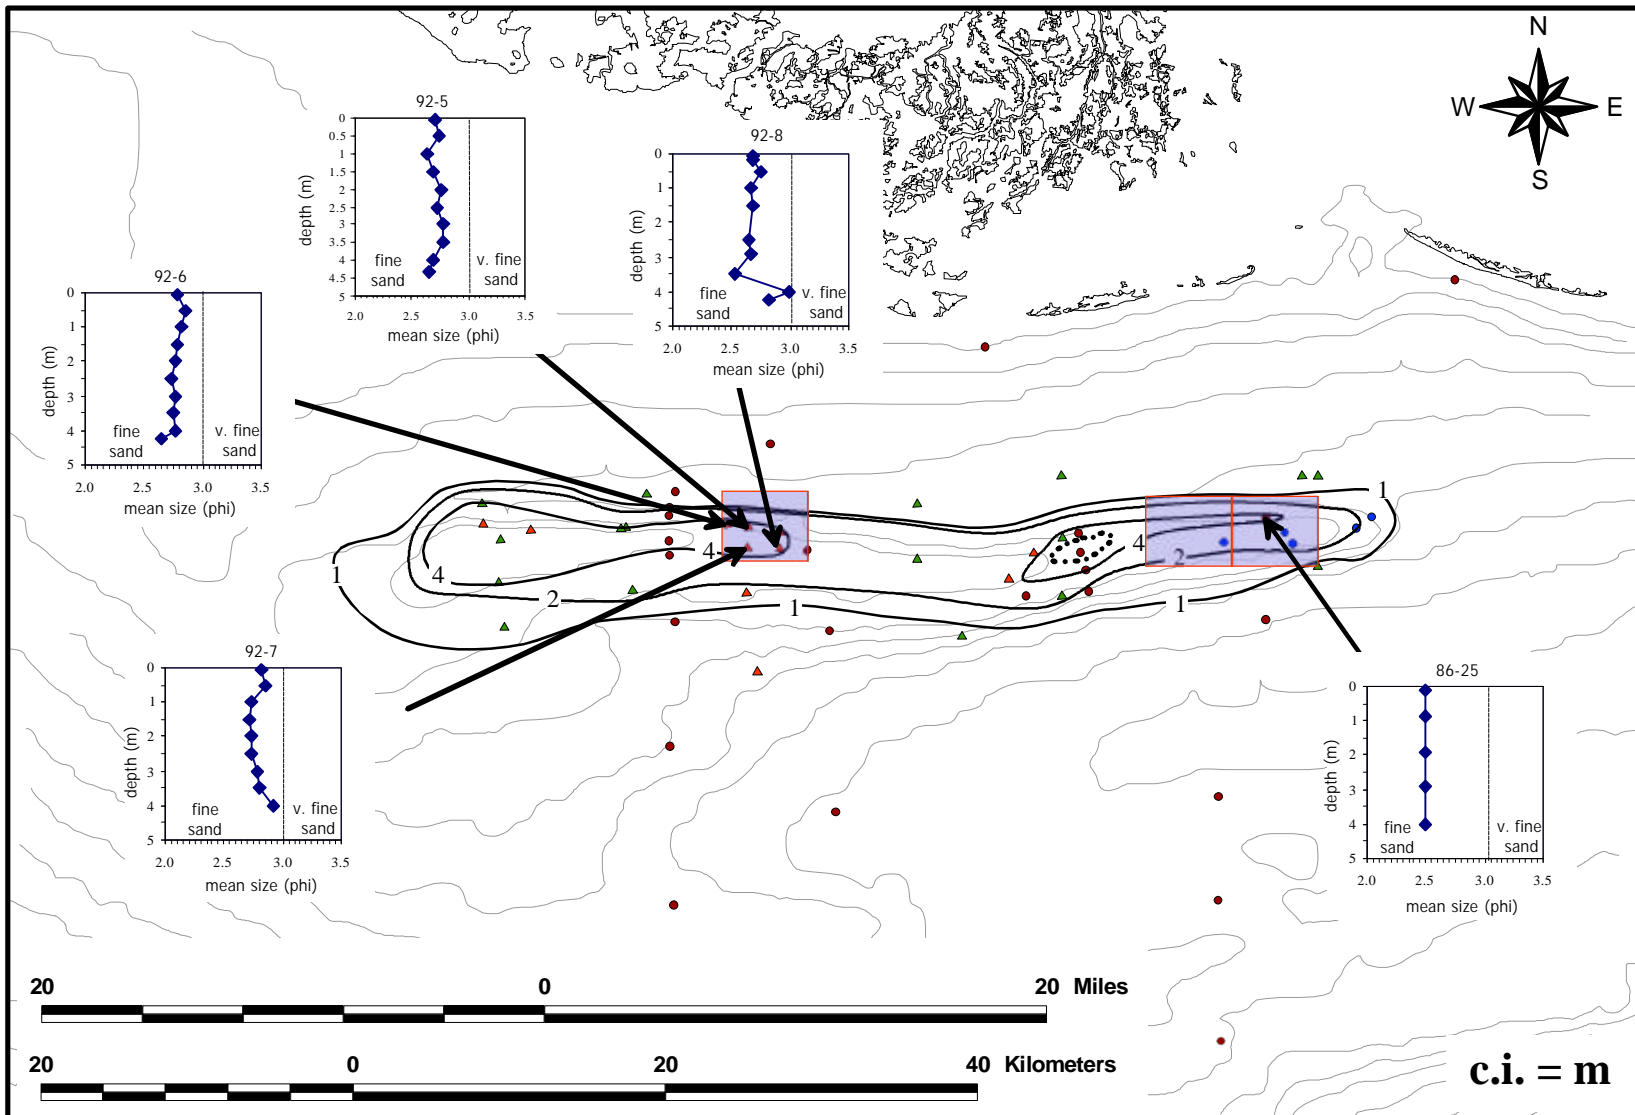 N
W E
S
92-5
0
0.5
1
1.5
2
2.5
3
3.5
4
4.5
5
depth (m)
fine
sand
v. fine
sand
2.0 2.5 3.0 3.5
mean size (phi)
92-8
0
1
2
3
4
5
depth (m)
fine
sand
v. fine
sand
2.0 2.5 3.0 3.5
mean size (phi)
92-6
0
1
2
3
4
5
depth (m)
fine
sand
v. fine
sand
2.0 2.5 3.0 3.5
mean size (phi)
1
4
2
4
1
4
2
1
1
92-7
0
1
2
3
4
5
depth (m)
fine
sand
v. fine
sand
2.0 2.5 3.0 3.5
mean size (phi)
86-25
0
1
2
3
4
5
depth (m)
fine
sand
v. fine
sand
2.0 2.5 3.0 3.5
mean size (phi)
20 0 20 Miles
20 0 20 40 Kilometers
c.i. = m